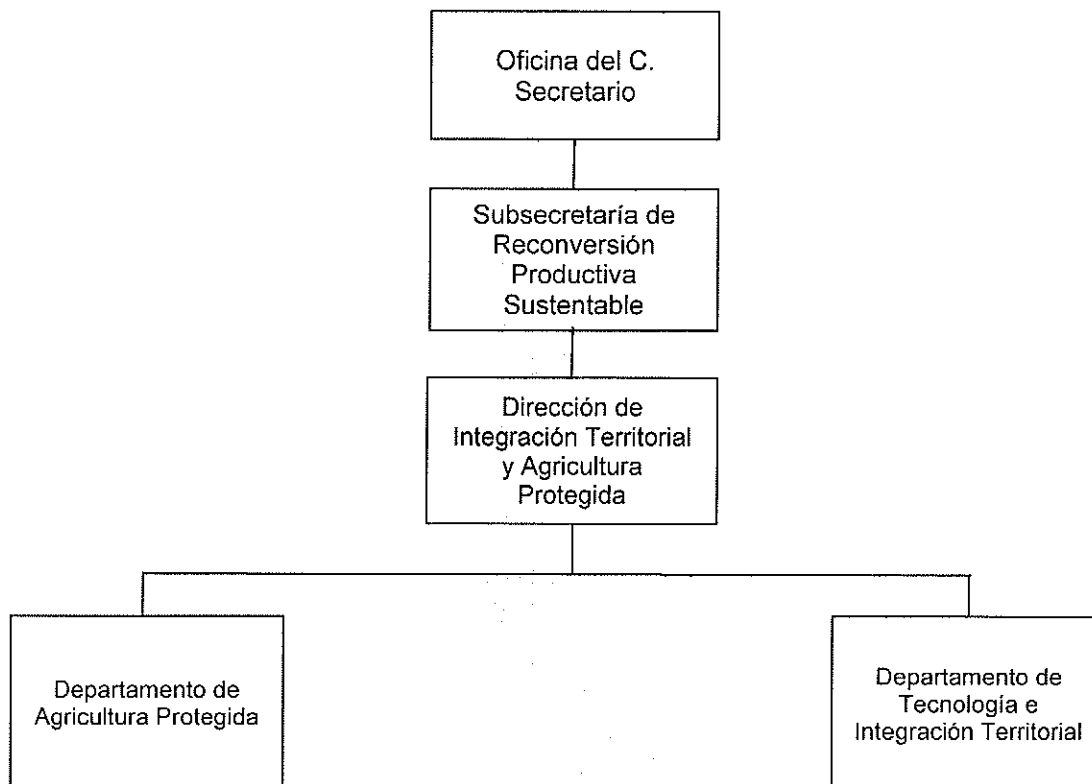 Oficina del C.
Secretario
Subsecretaría de
Reconversión
Productiva
Sustentable
Dirección de
Integración Territorial
y Agricultura
Protegida
Departamento de
Agricultura Protegida
Departamento de
Tecnología e
Integración Territorial